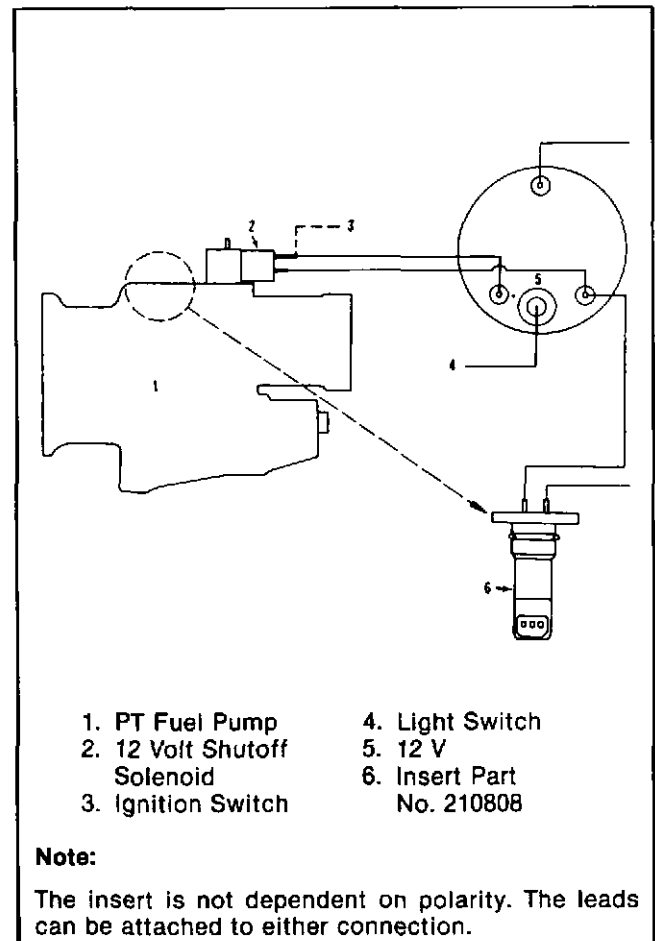 2
3
5
1
4
6
1. PT Fuel Pump
2. 12 Volt Shutoff
Solenoid
3. Ignition Switch
4. Light Switch
5. 12 V
6. Insert Part
No. 210808
Note:
The insert is not dependent on polarity. The leads
can be attached to either connection.